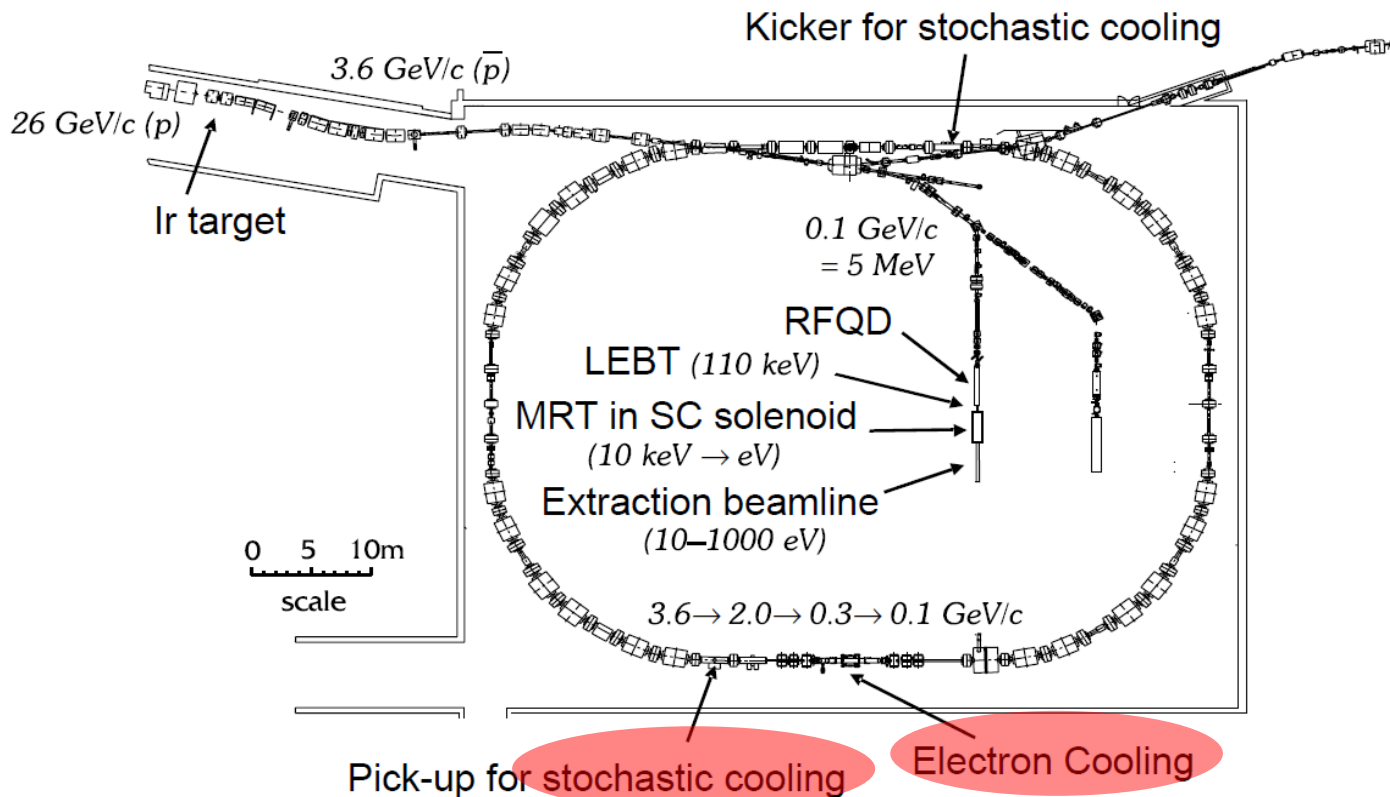 Kicker for stochastic cooling
3.6 GeV/c (p̅)
26 GeV/c (p)
Ir target
0.1 GeV/c
= 5 MeV
RFQD
LEBT (110 keV)
MRT in SC solenoid
(10 keV → eV)
Extraction beamline
(10–1000 eV)
0 5 10m
scale
3.6→ 2.0→ 0.3→ 0.1 GeV/c
Electron Cooling
Pick-up for stochastic cooling